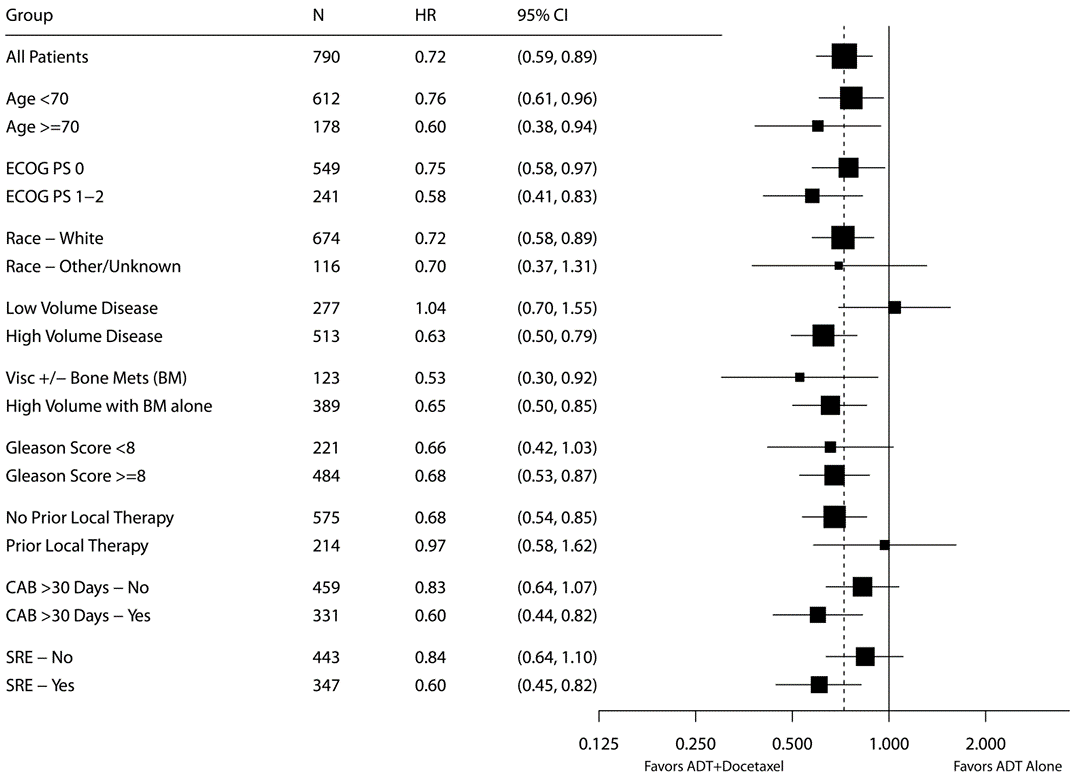 Group N HR 95% CI
All Patients 790 0.72 (0.59, 0.89)
Age <70 612 0.76 (0.61, 0.96)
Age >=70 178 0.60 (0.38, 0.94)
ECOG PS 0 549 0.75 (0.58, 0.97)
ECOG PS 1−2 241 0.58 (0.41, 0.83)
Race − White 674 0.72 (0.58, 0.89)
Race − Other/Unknown 116 0.70 (0.37, 1.31)
Low Volume Disease 277 1.04 (0.70, 1.55)
High Volume Disease 513 0.63 (0.50, 0.79)
Visc +/− Bone Mets (BM) 123 0.53 (0.30, 0.92)
High Volume with BM alone 389 0.65 (0.50, 0.85)
Gleason Score <8 221 0.66 (0.42, 1.03)
Gleason Score >=8 484 0.68 (0.53, 0.87)
No Prior Local Therapy 575 0.68 (0.54, 0.85)
Prior Local Therapy 214 0.97 (0.58, 1.62)
CAB >30 Days − No 459 0.83 (0.64, 1.07)
CAB >30 Days − Yes 331 0.60 (0.44, 0.82)
SRE − No 443 0.84 (0.64, 1.10)
SRE − Yes 347 0.60 (0.45, 0.82)
0.125 0.250 0.500 1.000 2.000
Favors ADT+Docetaxel Favors ADT Alone